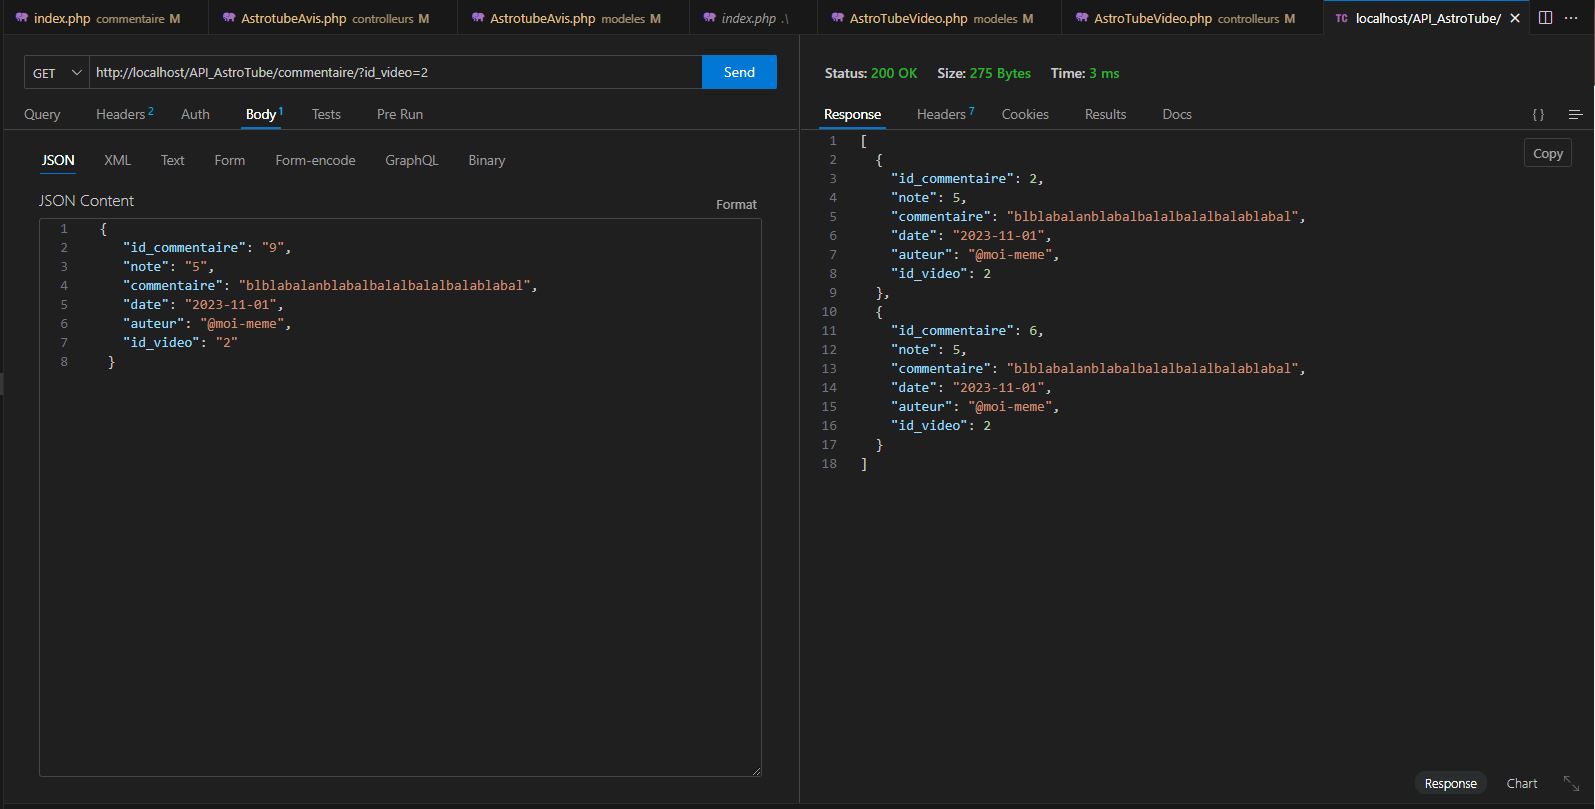 index.php commentaire M
AstrotubeAvis.php controlleurs M
AstrotubeAvis.php modeles M
index.php .\
AstroTubeVideo.php modeles M
AstroTubeVideo.php controlleurs M
TC localhost/API_AstroTube/
GET http://localhost/API_AstroTube/commentaire/?id_video=2 Send
Query Headers 2 Auth Body 1 Tests Pre Run
JSON XML Text Form Form-encode GraphQL Binary
JSON Content
Format
1 {
2 "id_commentaire": "9",
3 "note": "5",
4 "commentaire": "blblabalanblabalbalalbalalbalablabal",
5 "date": "2023-11-01",
6 "auteur": "@moi-meme",
7 "id_video": "2"
8 }
Status: 200 OK Size: 275 Bytes Time: 3 ms
Response Headers 7 Cookies Results Docs { }
Copy
1 [
2 {
3 "id_commentaire": 2,
4 "note": 5,
5 "commentaire": "blblabalanblabalbalalbalalbalablabal",
6 "date": "2023-11-01",
7 "auteur": "@moi-meme",
8 "id_video": 2
9 },
10 {
11 "id_commentaire": 6,
12 "note": 5,
13 "commentaire": "blblabalanblabalbalalbalalbalablabal",
14 "date": "2023-11-01",
15 "auteur": "@moi-meme",
16 "id_video": 2
17 }
18 ]
Response Chart